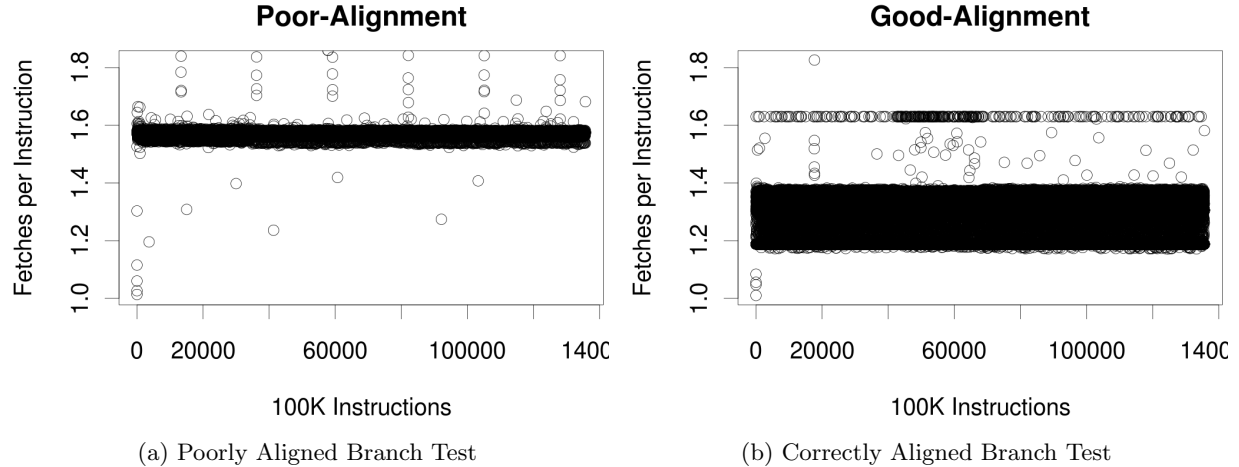 Poor-Alignment
Fetches per Instruction
1.8
1.6
1.4
1.2
1.0
0 20000 60000 100000 1400
100K Instructions
(a) Poorly Aligned Branch Test
Good-Alignment
Fetches per Instruction
1.8
1.6
1.4
1.2
1.0
0 20000 60000 100000 1400
100K Instructions
(b) Correctly Aligned Branch Test